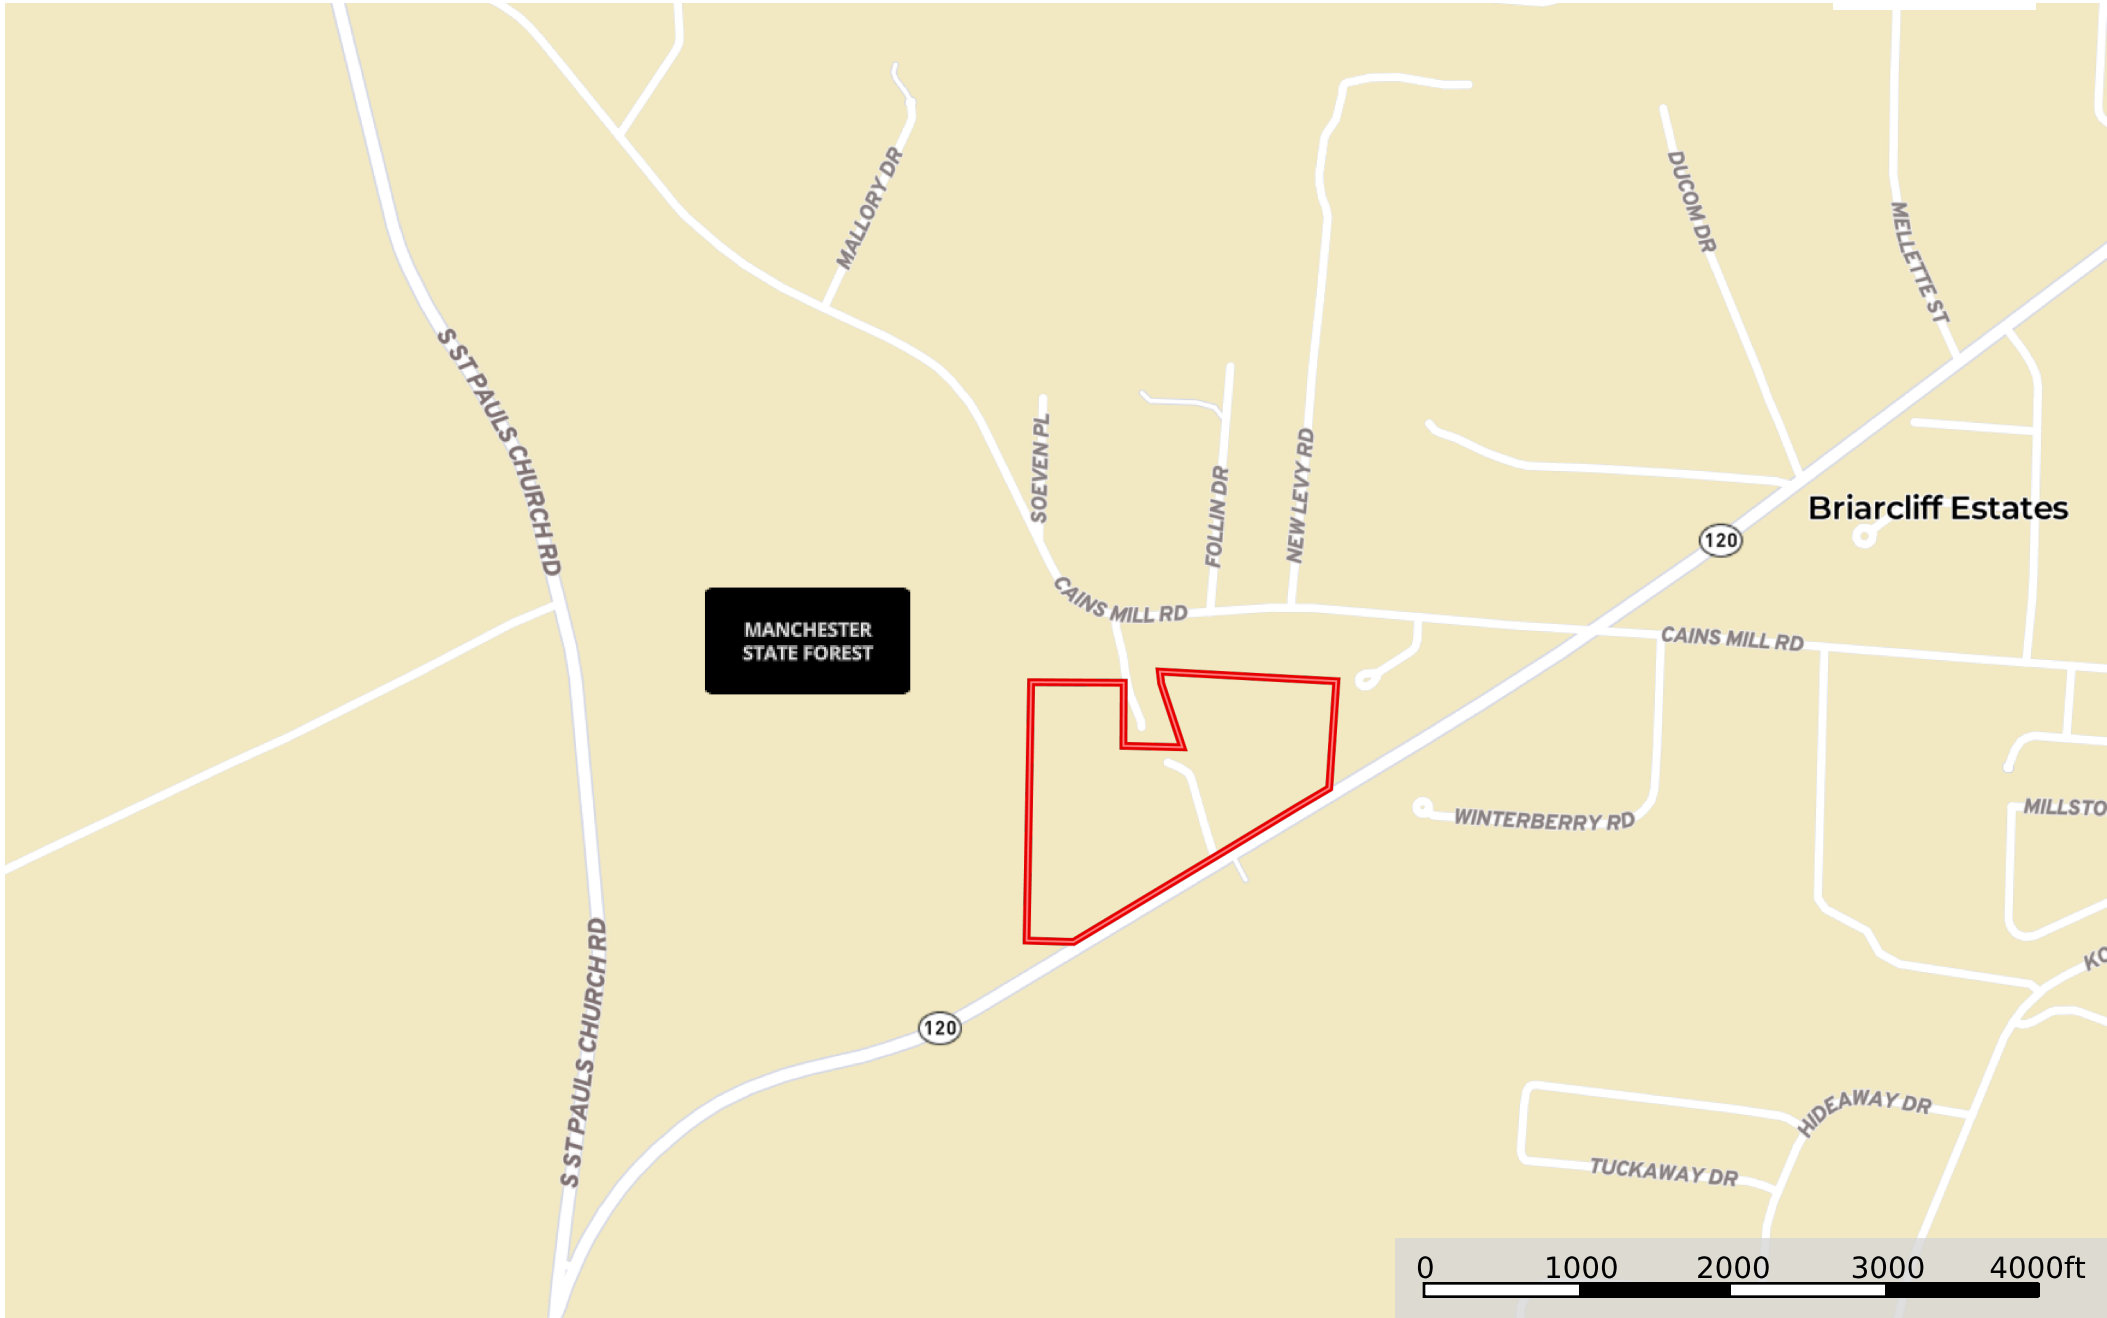 MALLORY DR
DUCOM DR
MELLETTE ST
S ST PAULS CHURCH RD
SOEVEN PL
FOLLIN DR
NEW LEVY RD
Briarcliff Estates
120
CAINS MILL RD
MANCHESTER
STATE FOREST
CAINS MILL RD
WINTERBERRY RD
MILLSTO
KO
S ST PAULS CHURCH RD
120
HIDEAWAY DR
TUCKAWAY DR
0 1000 2000 3000 4000ft